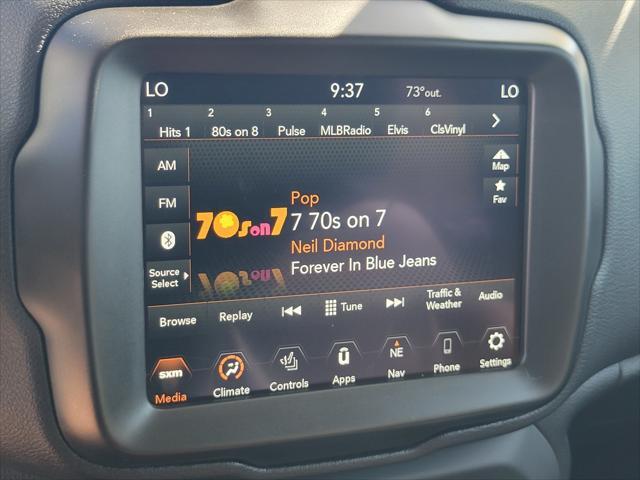 LO 9:37 73°out. LO
1 2 3 4 5 6
Hits 1 80s on 8 Pulse MLBRadio Elvis ClsVinyl
AM
Map
FM
Fav
Pop
70s on 7
7 70s on 7
Neil Diamond
Forever In Blue Jeans
Source
Select
Browse Replay Tune Traffic &
Weather Audio
sxm NE
Media Climate Controls Apps Nav Phone Settings